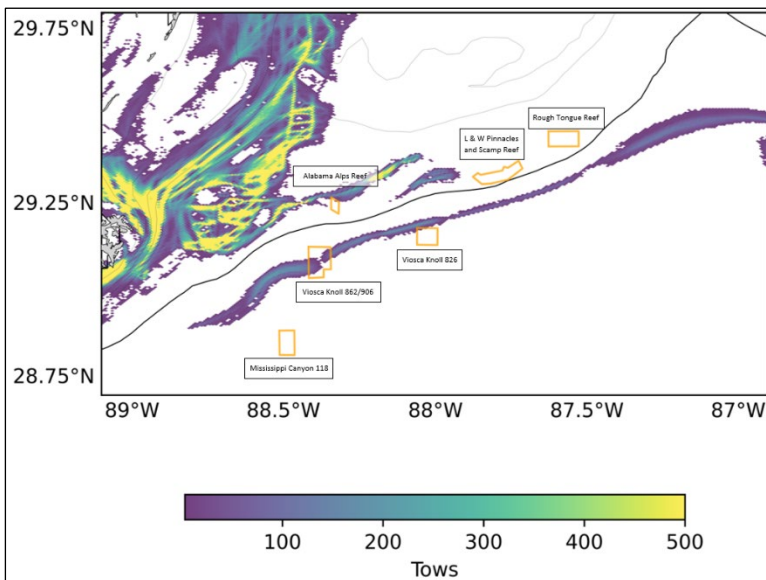 29.75°N
Rough Tongue Reef
L & W Pinnacles
and Scamp Reef
Alabama Alps Reef
29.25°N
Viosca Knoll 826
Viosca Knoll 862/906
28.75°N
Mississippi Canyon 118
89°W 88.5°W 88°W 87.5°W 87°W
100 200 300 400 500
Tows